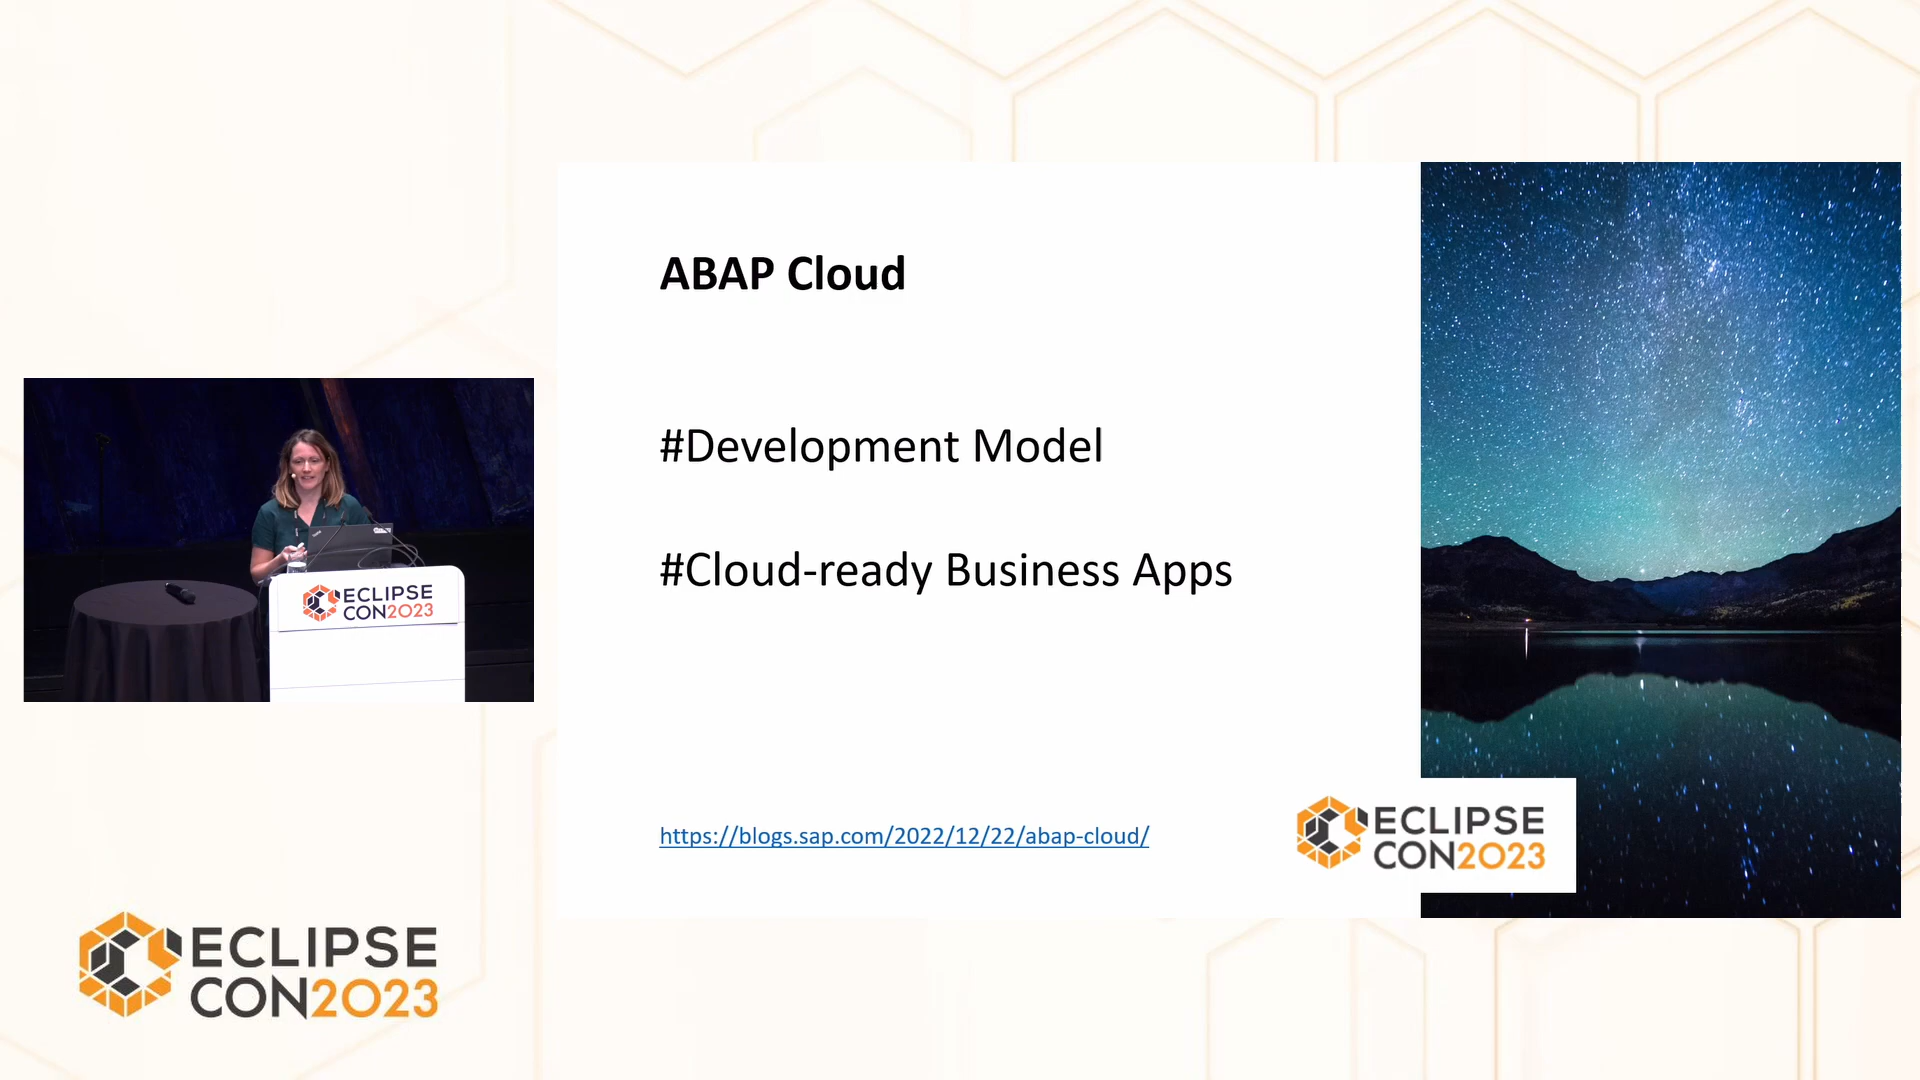 ABAP Cloud
#Development Model
#Cloud-ready Business Apps
https://blogs.sap.com/2022/12/22/abap-cloud/
ECLIPSE
CON2023
ECLIPSE
CON2023
ECLIPSE
CON2023